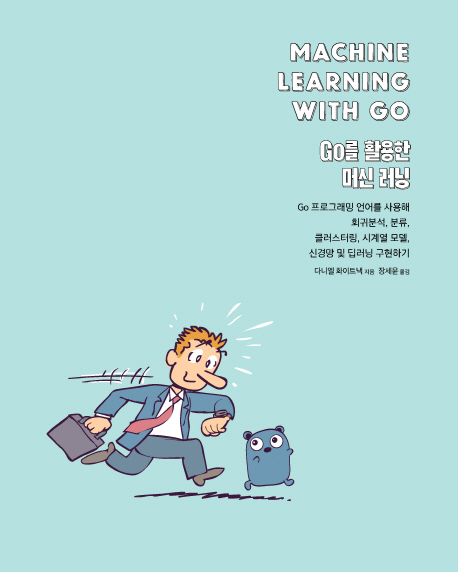 MACHINE
LEARNING
WITH GO
Go를 활용한
머신 러닝
Go 프로그래밍 언어를 사용해
회귀분석, 분류,
클러스터링, 시계열 모델,
신경망 및 딥러닝 구현하기
다니엘 화이트낵 지음 장세윤 옮김